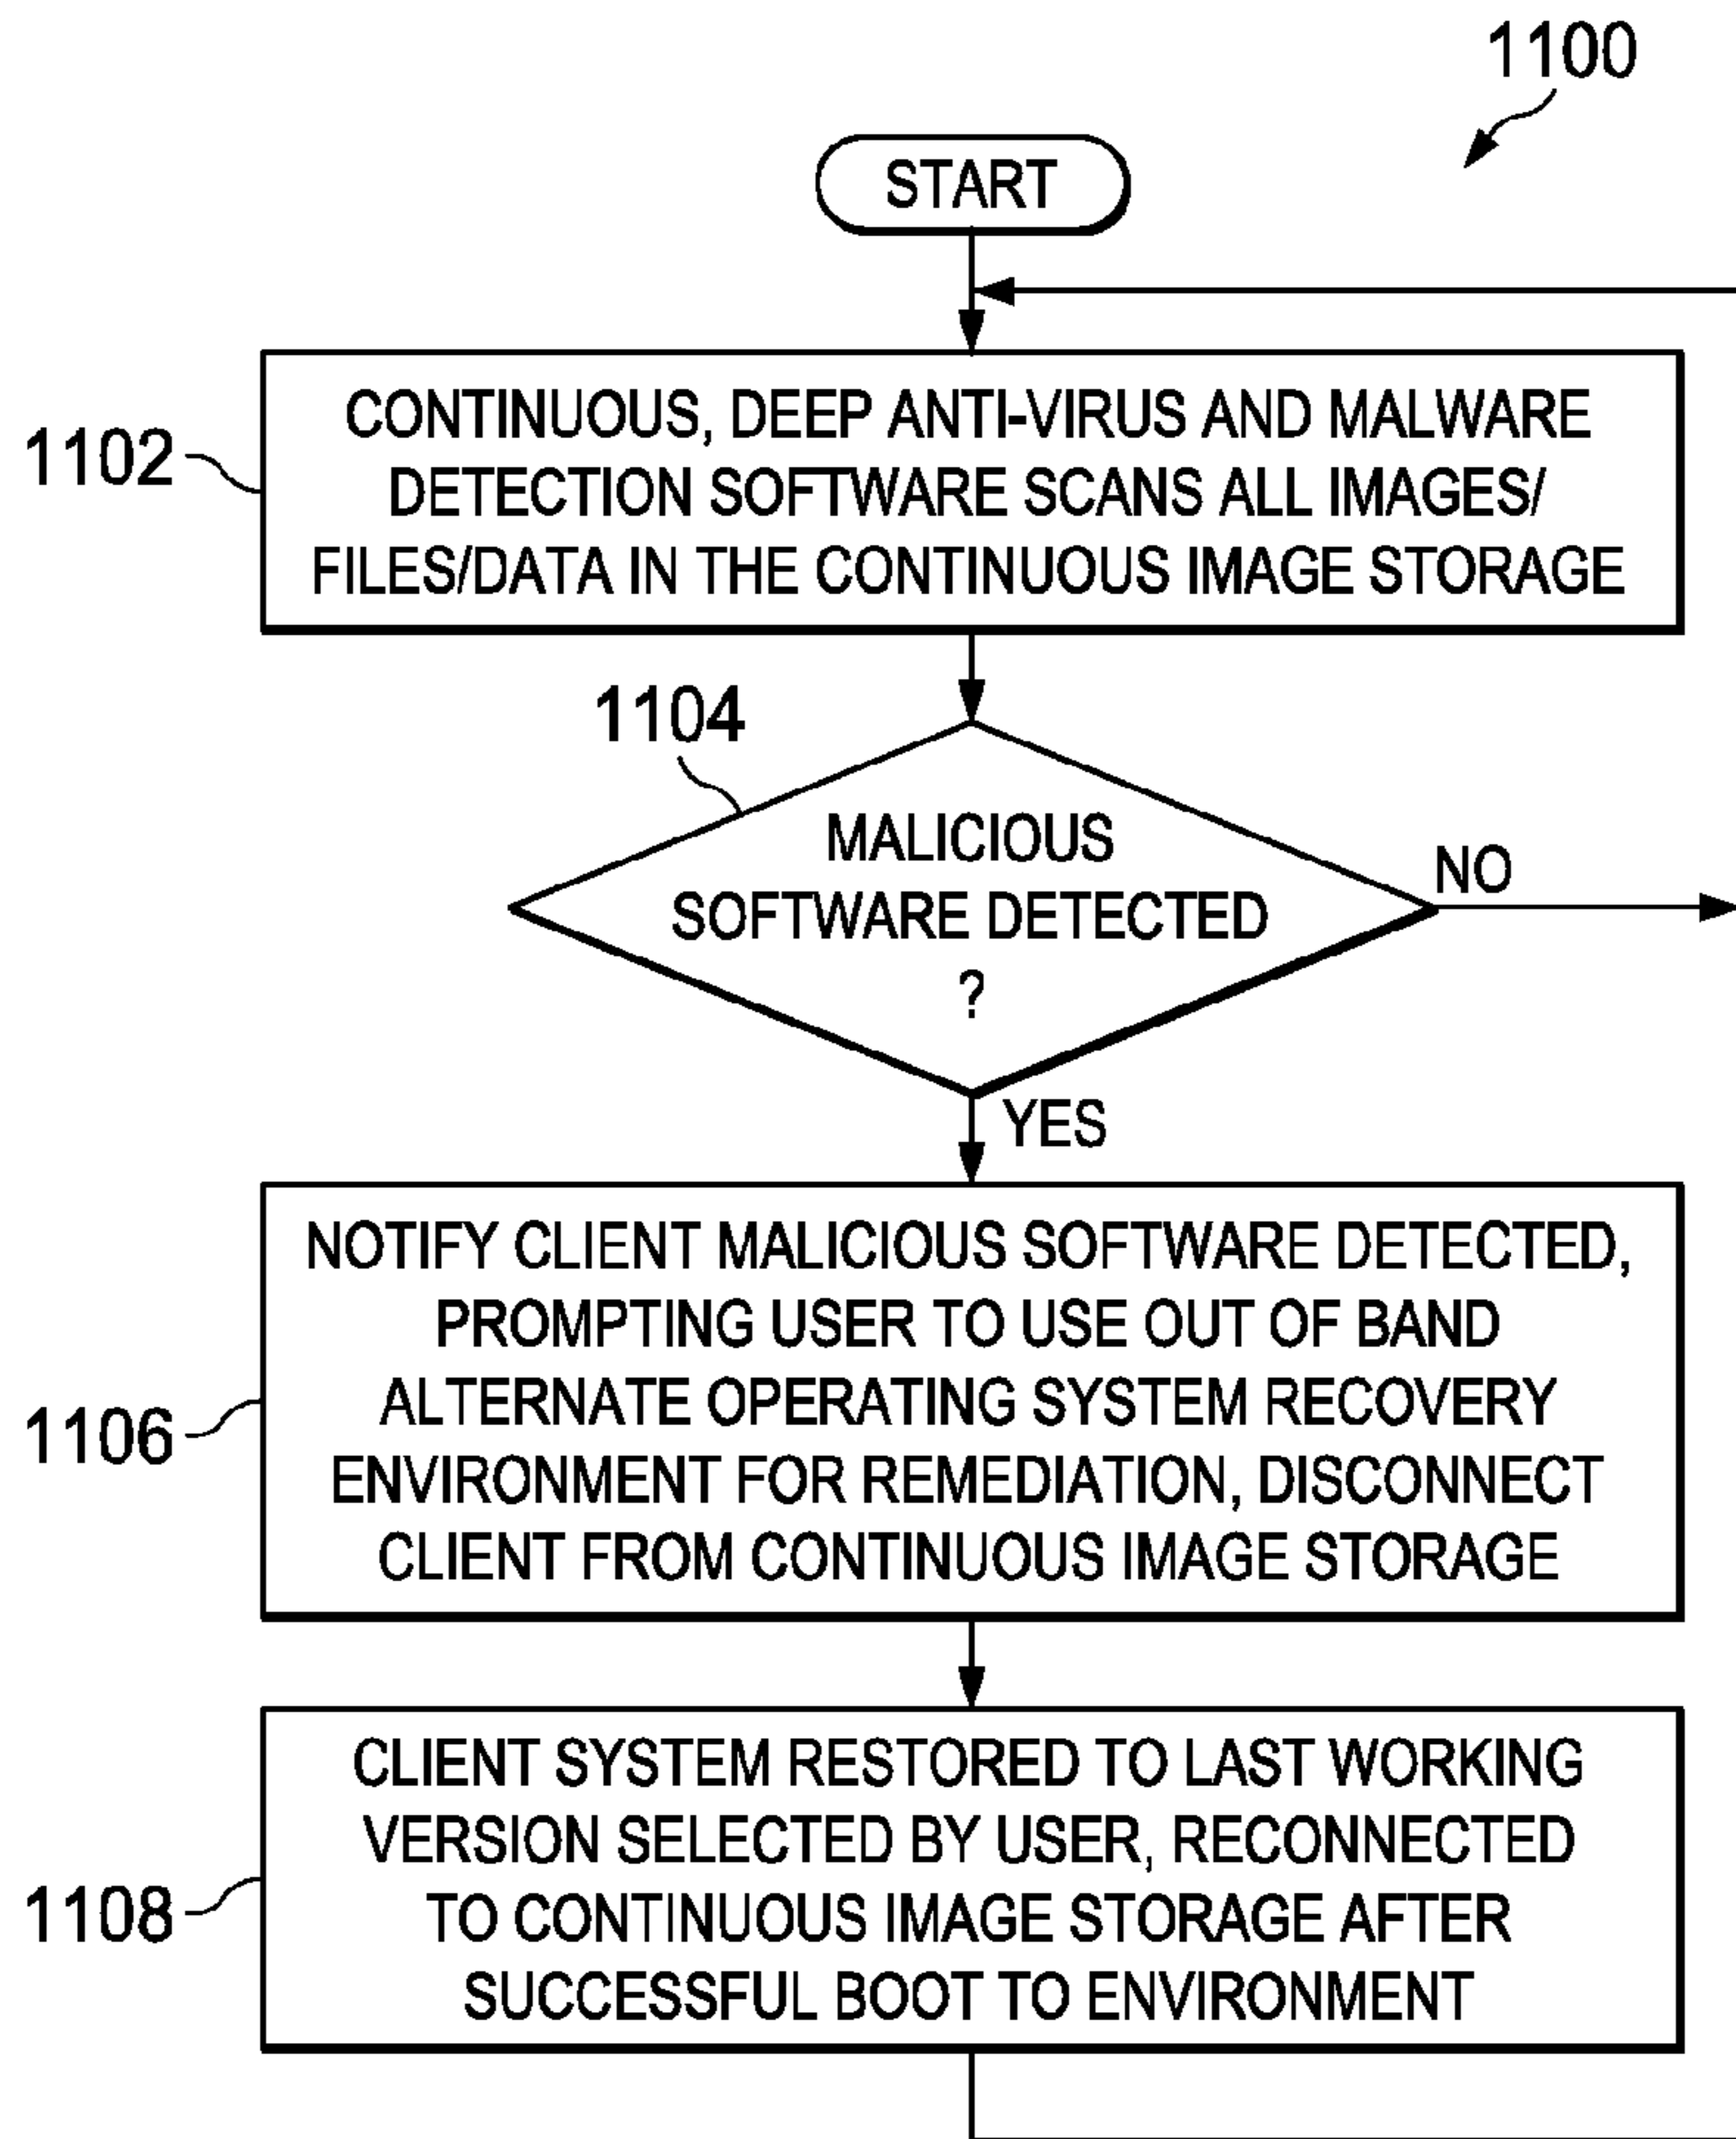 1100
START
1102
CONTINUOUS, DEEP ANTI-VIRUS AND MALWARE
DETECTION SOFTWARE SCANS ALL IMAGES/
FILES/DATA IN THE CONTINUOUS IMAGE STORAGE
1104
MALICIOUS
SOFTWARE DETECTED
?
NO
YES
1106
NOTIFY CLIENT MALICIOUS SOFTWARE DETECTED,
PROMPTING USER TO USE OUT OF BAND
ALTERNATE OPERATING SYSTEM RECOVERY
ENVIRONMENT FOR REMEDIATION, DISCONNECT
CLIENT FROM CONTINUOUS IMAGE STORAGE
1108
CLIENT SYSTEM RESTORED TO LAST WORKING
VERSION SELECTED BY USER, RECONNECTED
TO CONTINUOUS IMAGE STORAGE AFTER
SUCCESSFUL BOOT TO ENVIRONMENT